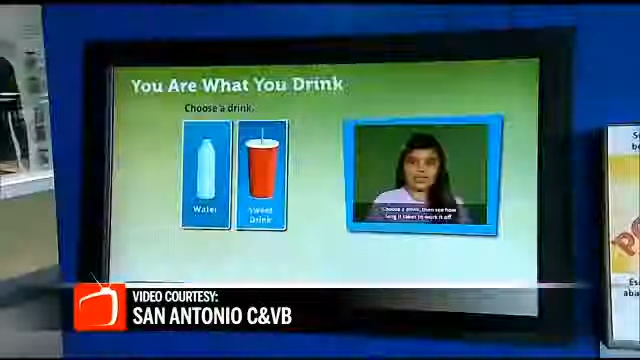 You Are What You Drink
Choose a drink.
Water
Sweet
Drink
Choose a drink, then see how
long it takes to work it off.
VIDEO COURTESY:
SAN ANTONIO C&VB